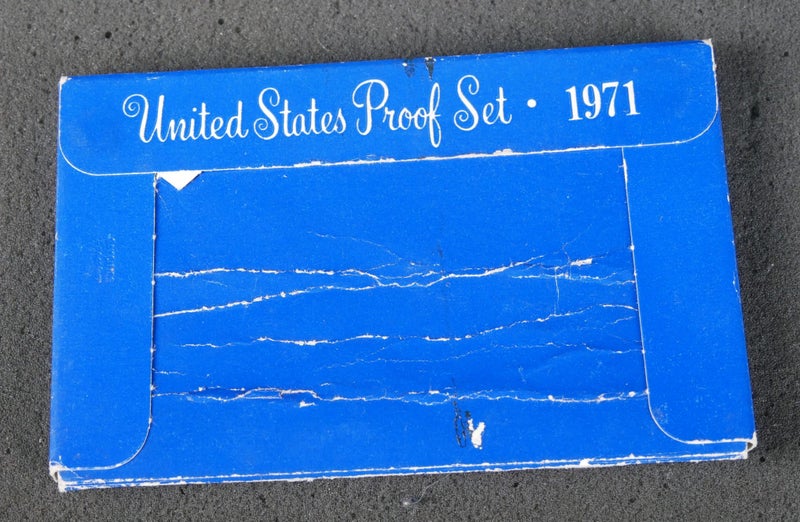 United States Proof Set • 1971